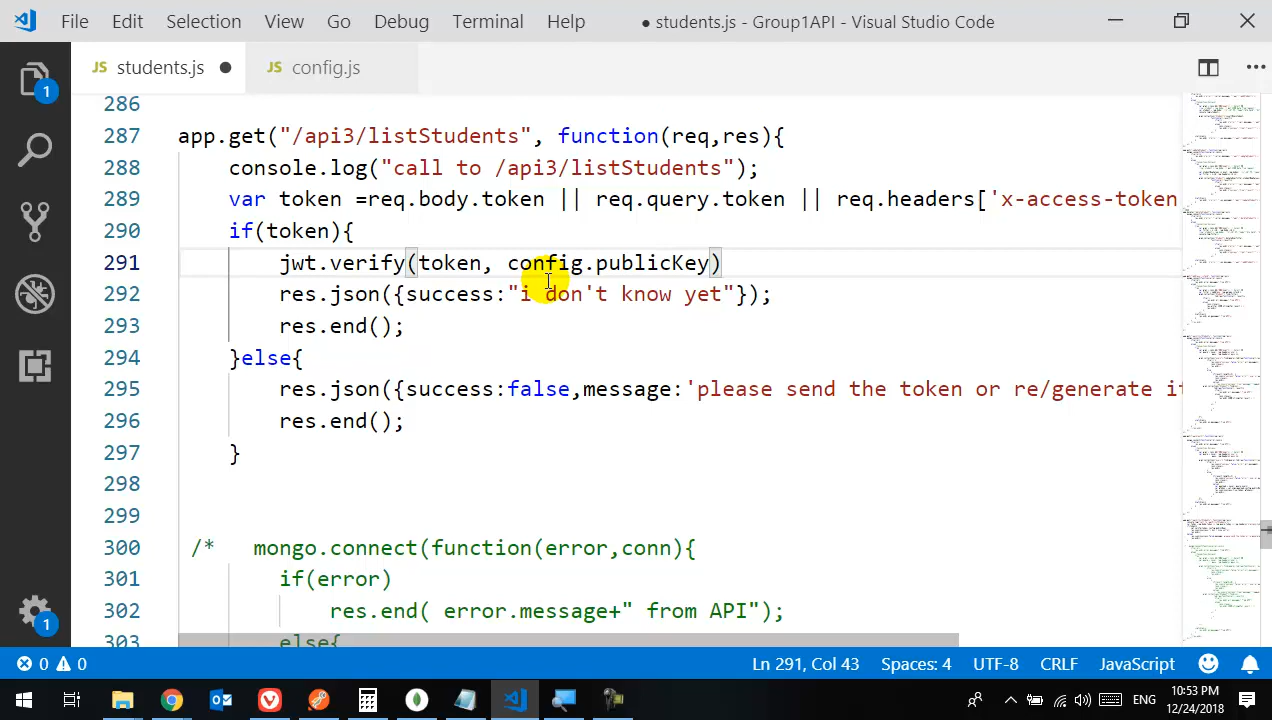 File Edit Selection View Go Debug Terminal Help ● students.js - Group1API - Visual Studio Code
JS students.js ● JS config.js
1
286
287 app.get("/api3/listStudents", function(req,res){
288 console.log("call to /api3/listStudents");
289 var token =req.body.token || req.query.token || req.headers['x-access-token
290 if(token){
291 jwt.verify(token, config.publicKey)
292 res.json({success:"i don't know yet"});
293 res.end();
294 }else{
295 res.json({success:false,message:'please send the token or re/generate it
296 res.end();
297 }
298
299
300 /* mongo.connect(function(error,conn){
301 if(error)
302 res.end( error.message+" from API");
303 else{
1
0 0 Ln 291, Col 43 Spaces: 4 UTF-8 CRLF JavaScript
ENG 10:53 PM
12/24/2018